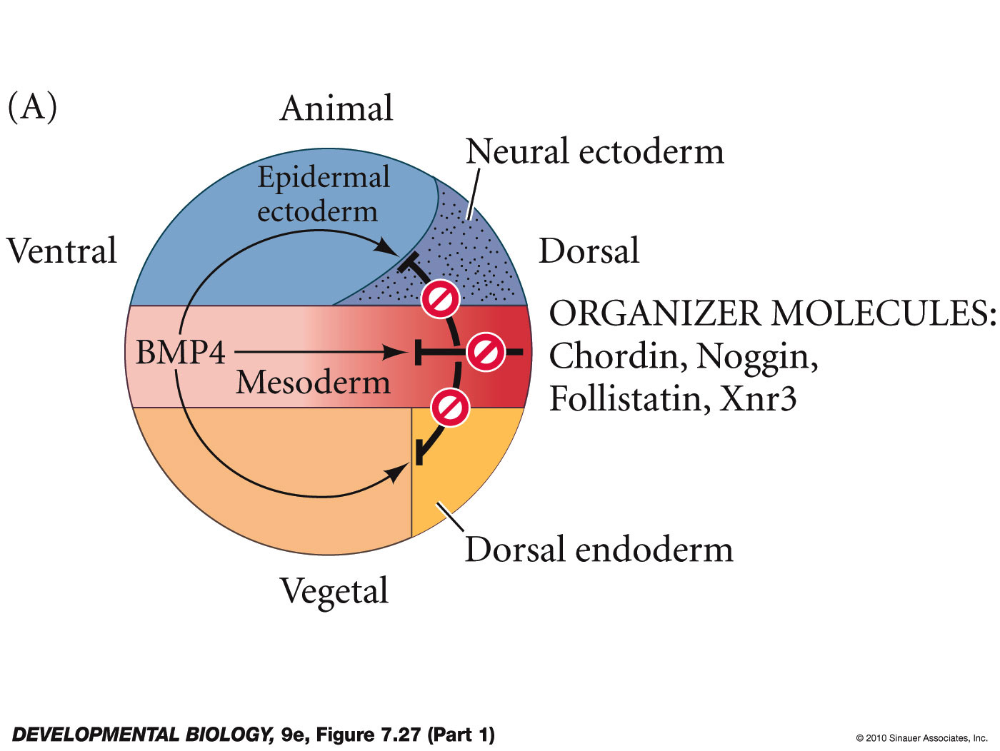 (A)
Animal
Neural ectoderm
Epidermal
ectoderm
Ventral
Dorsal
ORGANIZER MOLECULES:
Chordin, Noggin,
Follistatin, Xnr3
BMP4
Mesoderm
Dorsal endoderm
Vegetal
DEVELOPMENTAL BIOLOGY, 9e, Figure 7.27 (Part 1)
© 2010 Sinauer Associates, Inc.